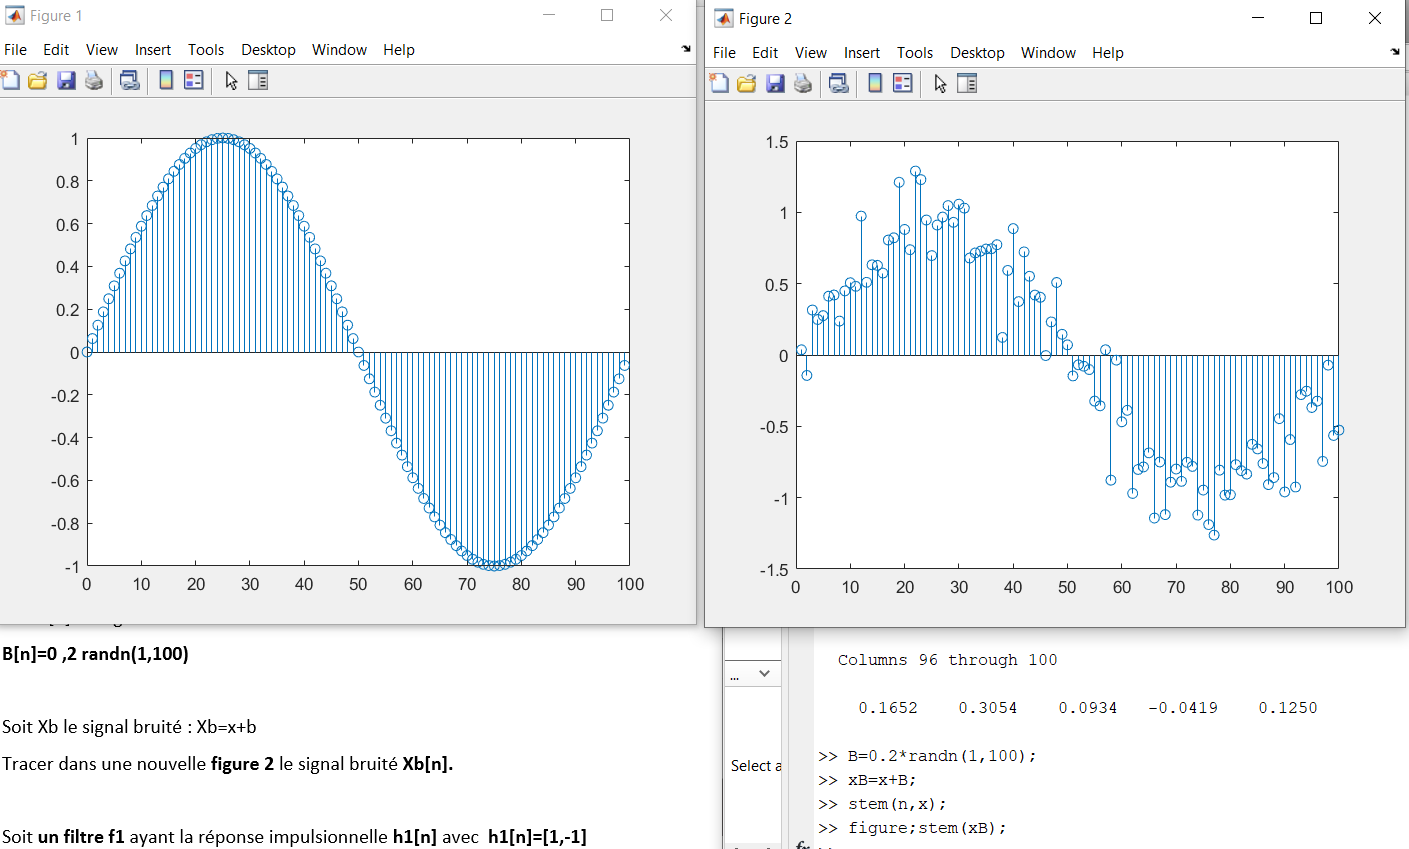 Figure 1
File Edit View Insert Tools Desktop Window Help
1
0.8
0.6
0.4
0.2
0
-0.2
-0.4
-0.6
-0.8
-1
0 10 20 30 40 50 60 70 80 90 100
Figure 2
File Edit View Insert Tools Desktop Window Help
1.5
1
0.5
0
-0.5
-1
-1.5
0 10 20 30 40 50 60 70 80 90 100
B[n]=0 ,2 randn(1,100)
Soit Xb le signal bruité : Xb=x+b
Tracer dans une nouvelle figure 2 le signal bruité Xb[n].
Soit un filtre f1 ayant la réponse impulsionnelle h1[n] avec h1[n]=[1,-1]
...
Select a
Columns 96 through 100
0.1652 0.3054 0.0934 -0.0419 0.1250
>> B=0.2*randn(1,100);
>> xB=x+B;
>> stem(n,x);
>> figure;stem(xB);
fx >>